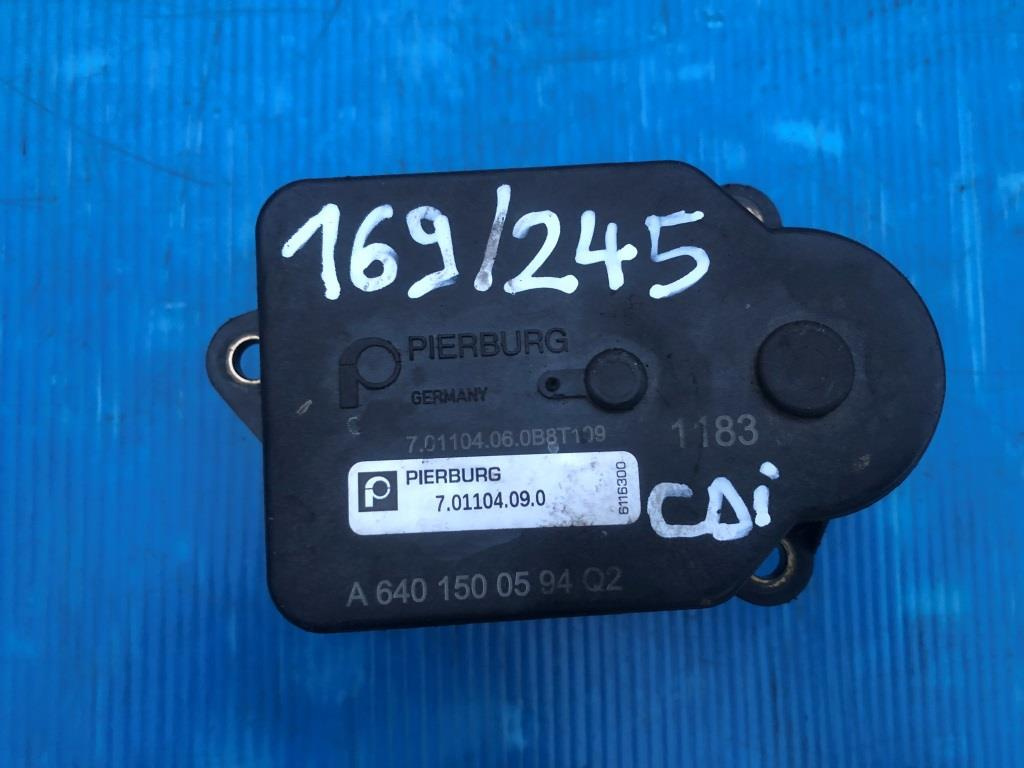 169/245
PIERBURG
GERMANY
7.01104.06.0B8T109
1183
PIERBURG
7.01104.09.0
6116300
CDi
A 640 150 05 94 Q2